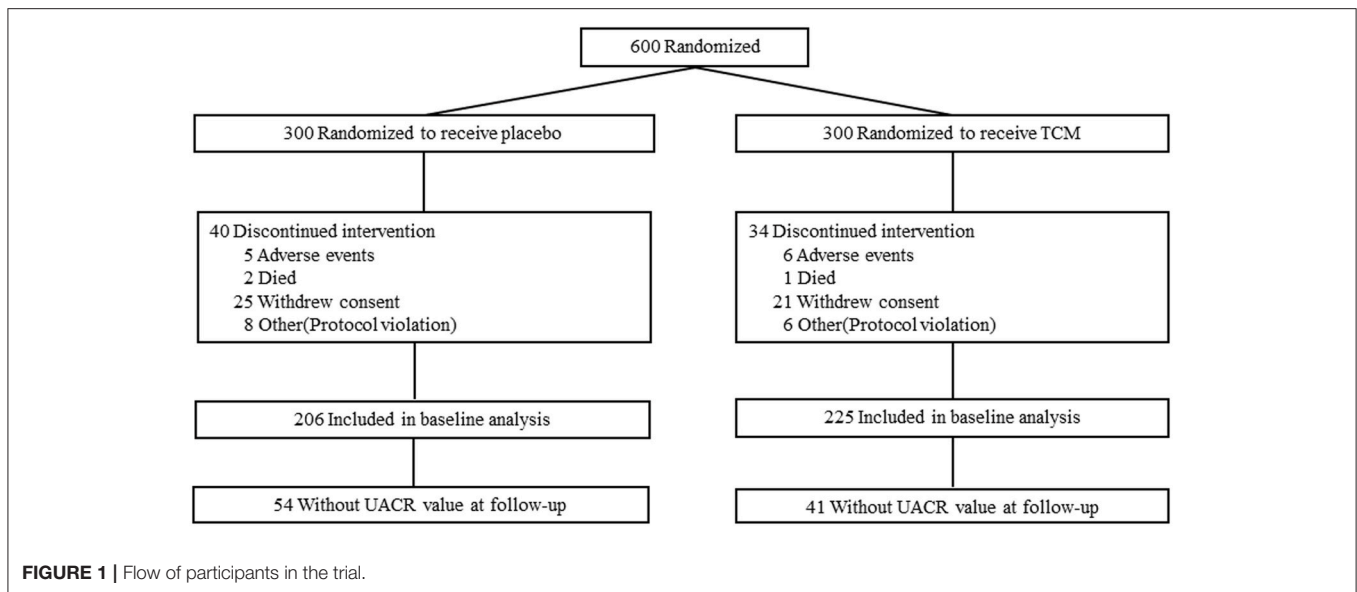 600 Randomized
300 Randomized to receive placebo
300 Randomized to receive TCM
40 Discontinued intervention
5 Adverse events
2 Died
25 Withdrew consent
8 Other(Protocol violation)
34 Discontinued intervention
6 Adverse events
1 Died
21 Withdrew consent
6 Other(Protocol violation)
206 Included in baseline analysis
225 Included in baseline analysis
54 Without UACR value at follow-up
41 Without UACR value at follow-up
FIGURE 1 | Flow of participants in the trial.